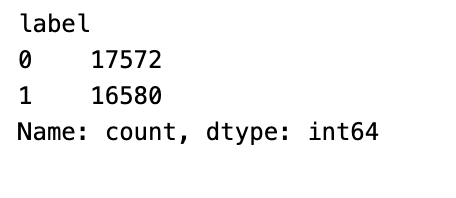 label
0    17572
1    16580
Name: count, dtype: int64